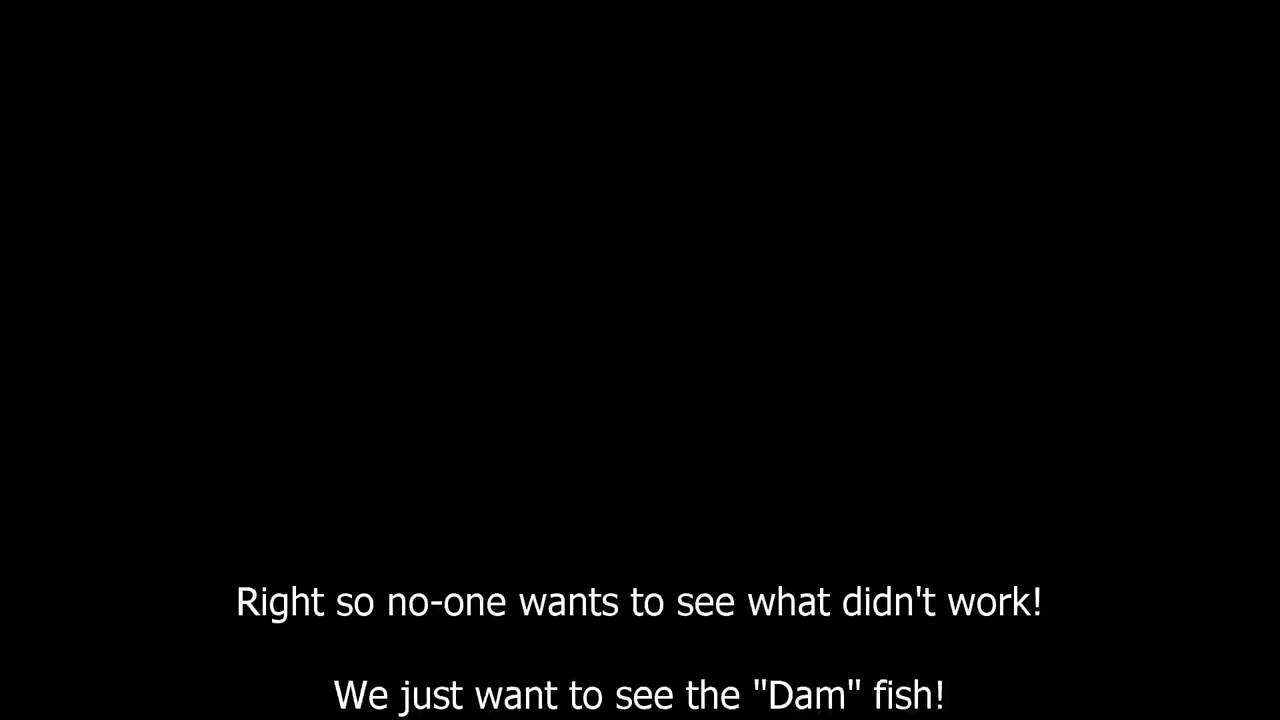 Right so no-one wants to see what didn't work!
We just want to see the "Dam" fish!